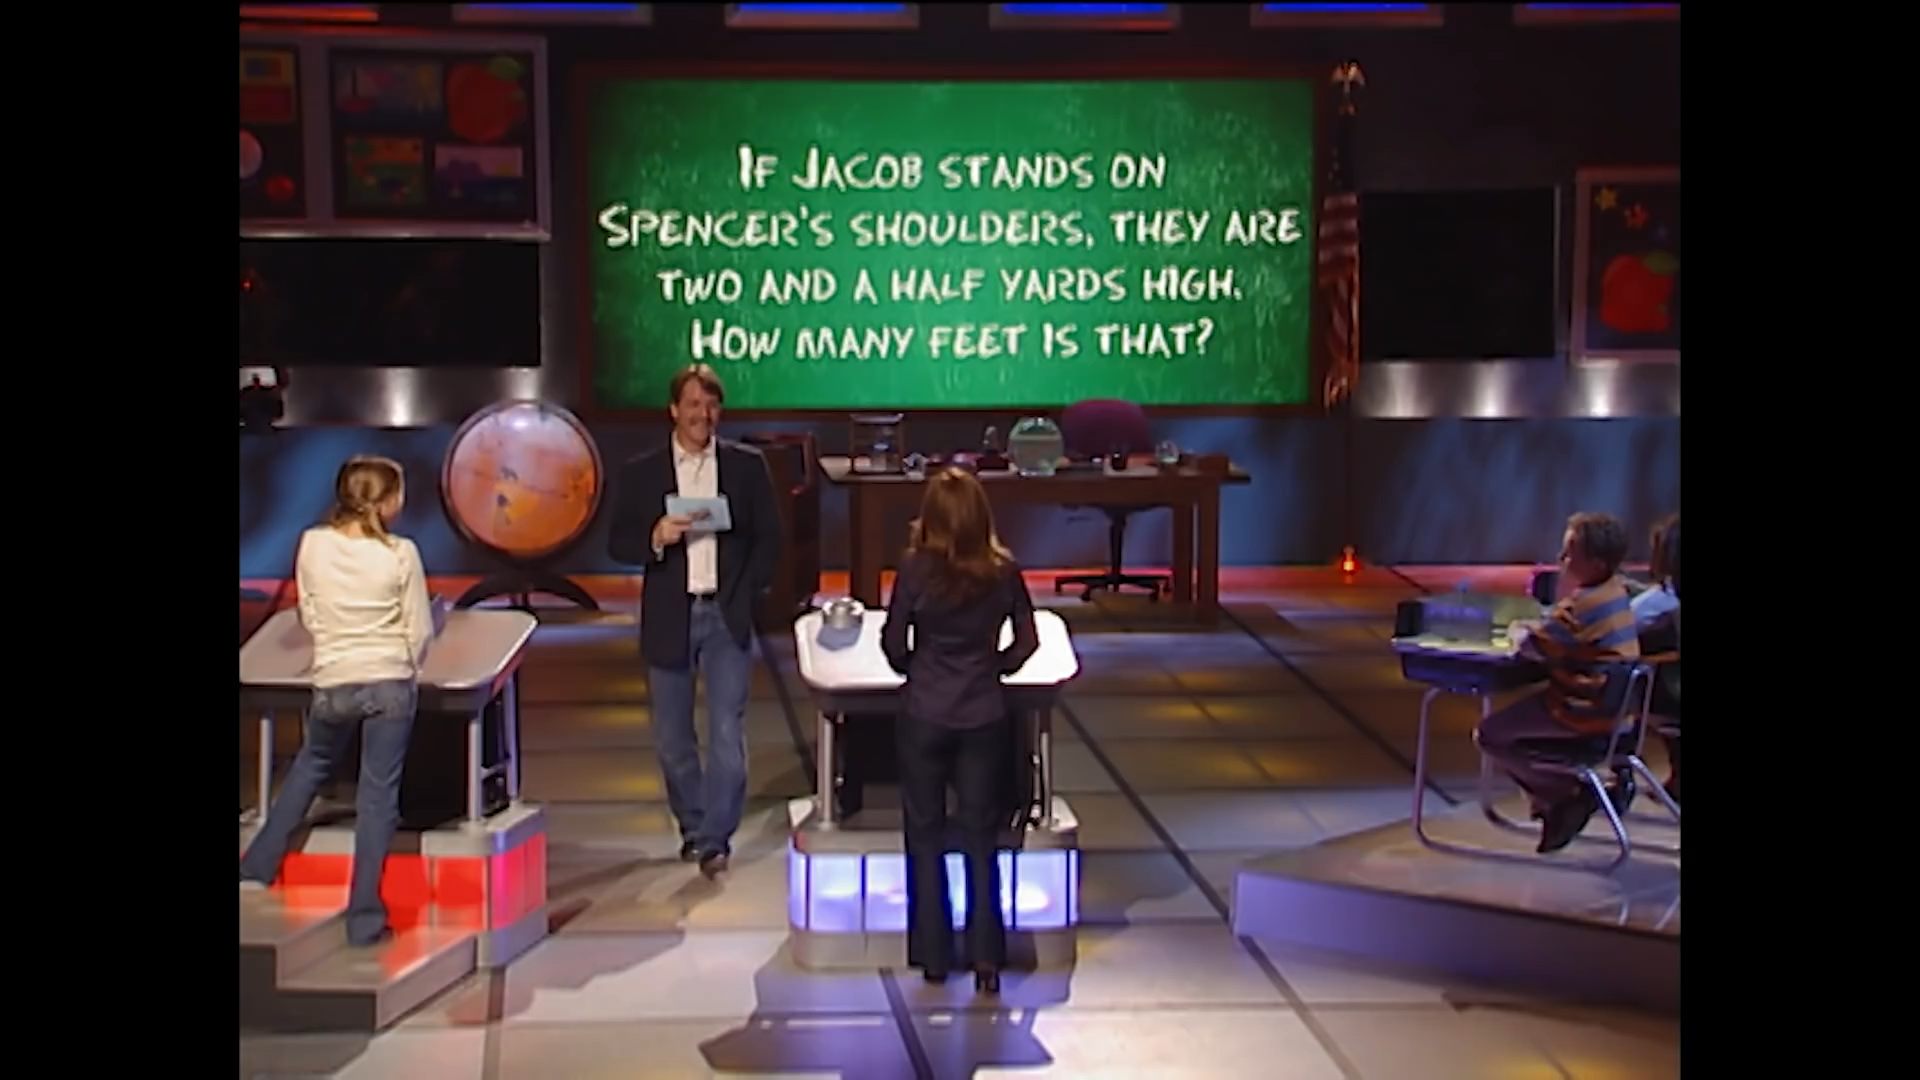 If Jacob stands on
Spencer's shoulders, they are
two and a half yards high.
How many feet is that?